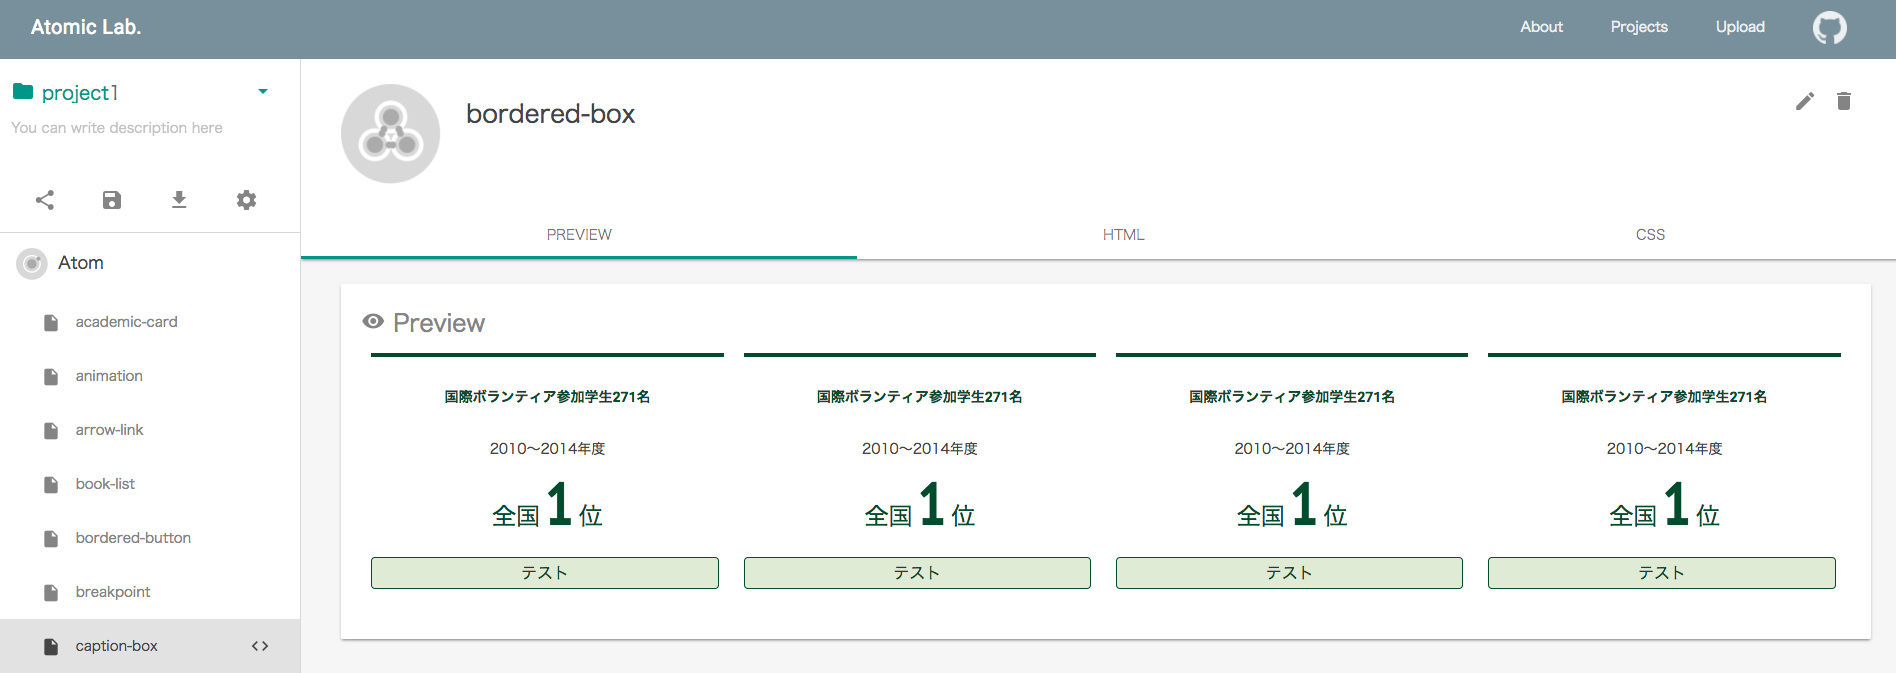 Atomic Lab.
About
Projects
Upload
project1
You can write description here
Atom
academic-card
animation
arrow-link
book-list
bordered-button
breakpoint
caption-box
bordered-box
PREVIEW
HTML
CSS
Preview
国際ボランティア参加学生271名
2010～2014年度
全国1位
テスト
国際ボランティア参加学生271名
2010～2014年度
全国1位
テスト
国際ボランティア参加学生271名
2010～2014年度
全国1位
テスト
国際ボランティア参加学生271名
2010～2014年度
全国1位
テスト